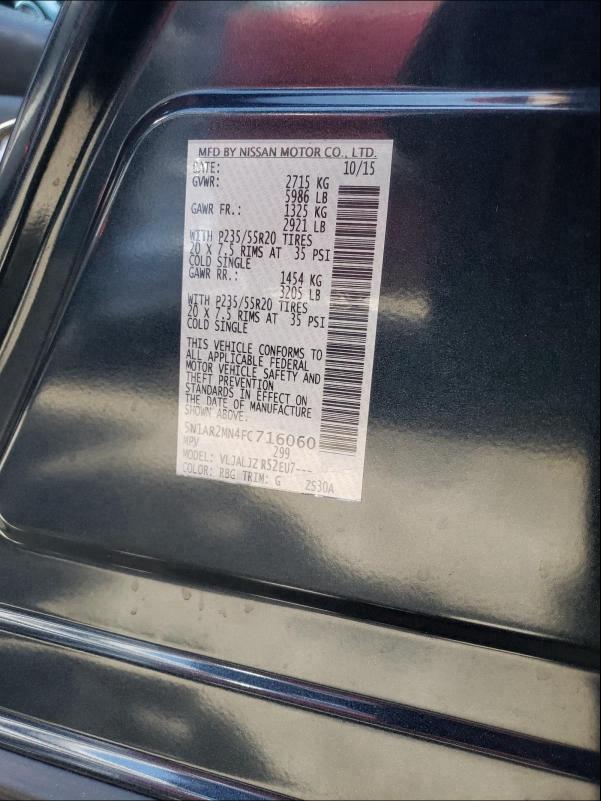 MFD BY NISSAN MOTOR CO., LTD.
DATE: 10/15
GVWR: 2715 KG
5986 LB
GAWR FR.: 1325 KG
2921 LB
WITH P235/55R20 TIRES
20 X 7.5 RIMS AT 35 PSI
COLD SINGLE
GAWR RR.: 1454 KG
3205 LB
WITH P235/55R20 TIRES
20 X 7.5 RIMS AT 35 PSI
COLD SINGLE
THIS VEHICLE CONFORMS TO
ALL APPLICABLE FEDERAL
MOTOR VEHICLE SAFETY AND
THEFT PREVENTION
STANDARDS IN EFFECT ON
THE DATE OF MANUFACTURE
SHOWN ABOVE.
5N1AR2MN4FC716060
MPV 299
MODEL: VLJALJZ R52EU7---
COLOR: RBG TRIM: G ZS30A